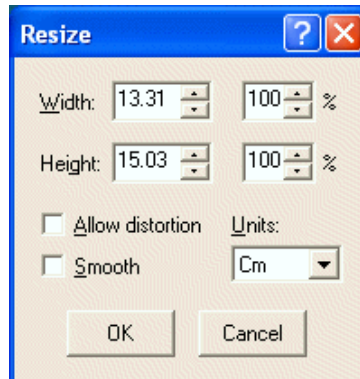 Resize
Width: 13.31 100 %
Height: 15.03 100 %
Allow distortion Units:
Smooth Cm
OK Cancel